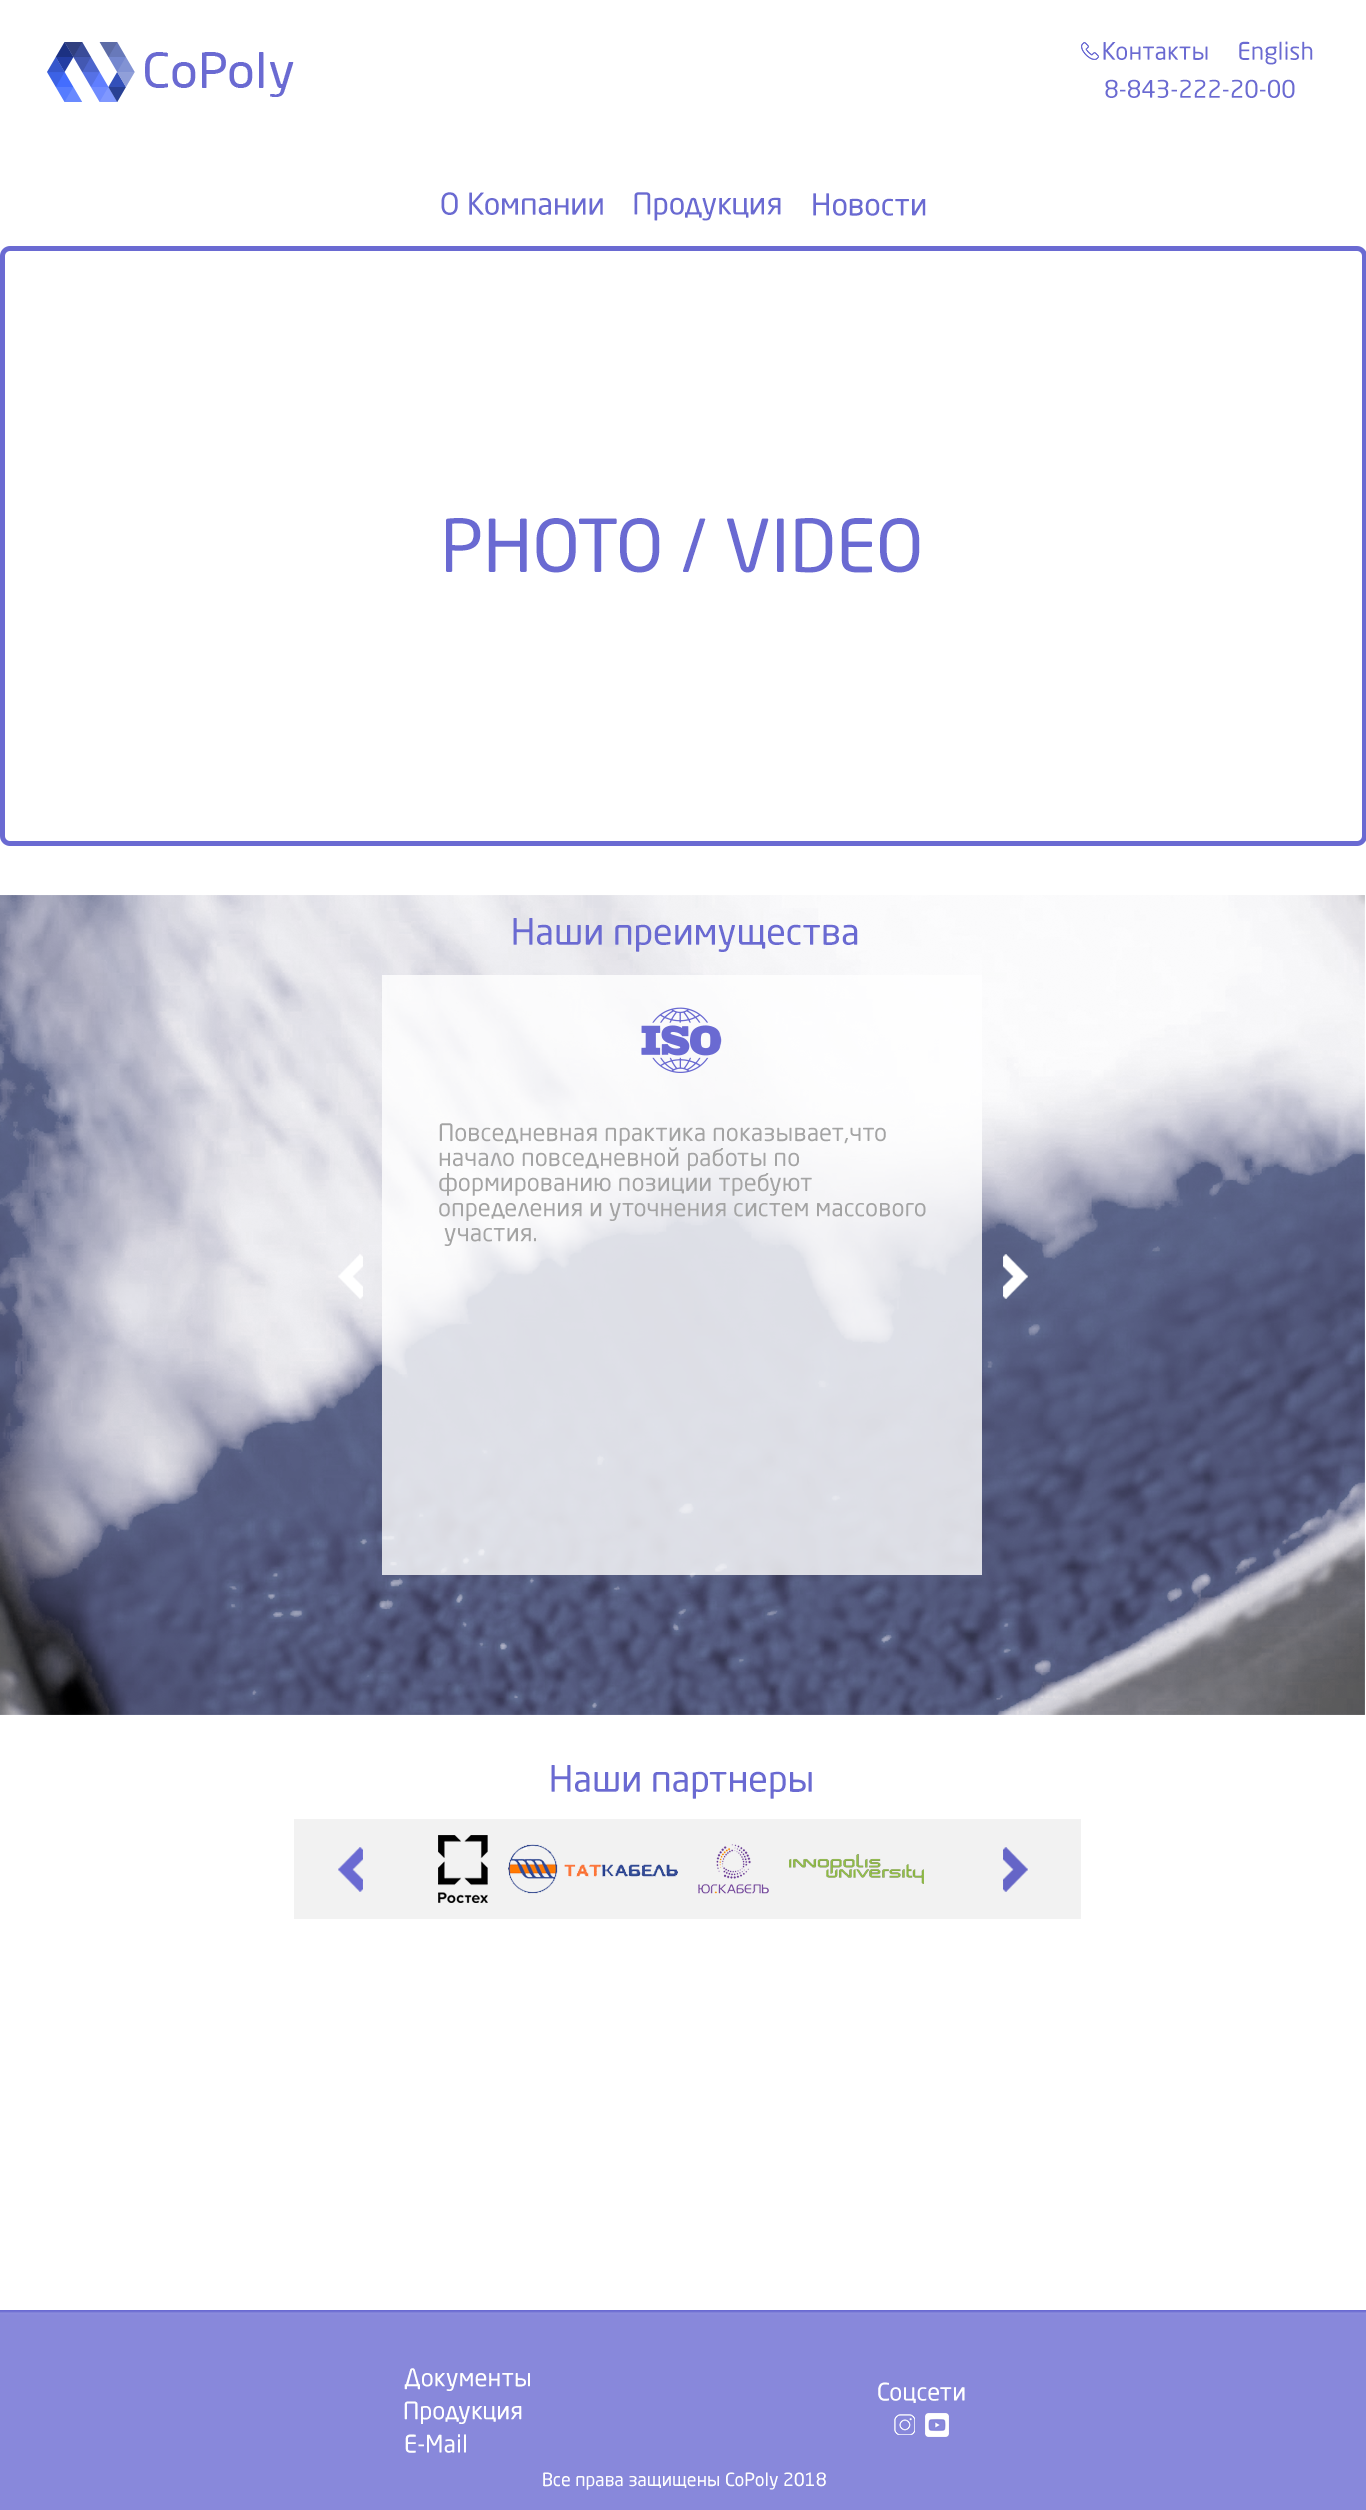 CoPoly
Контакты English
8-843-222-20-00
О Компании Продукция Новости
PHOTO / VIDEO
Наши преимущества
ISO
Повседневная практика показывает,что
начало повседневной работы по
формированию позиции требуют
определения и уточнения систем массового
участия.
Наши партнеры
Ростех
ТАТКАБЕЛЬ
ЮГ.КАБЕЛЬ
INNOPOLIS
UNIVERSITY
Документы
Продукция
E-Mail
Соцсети
Все права защищены CoPoly 2018